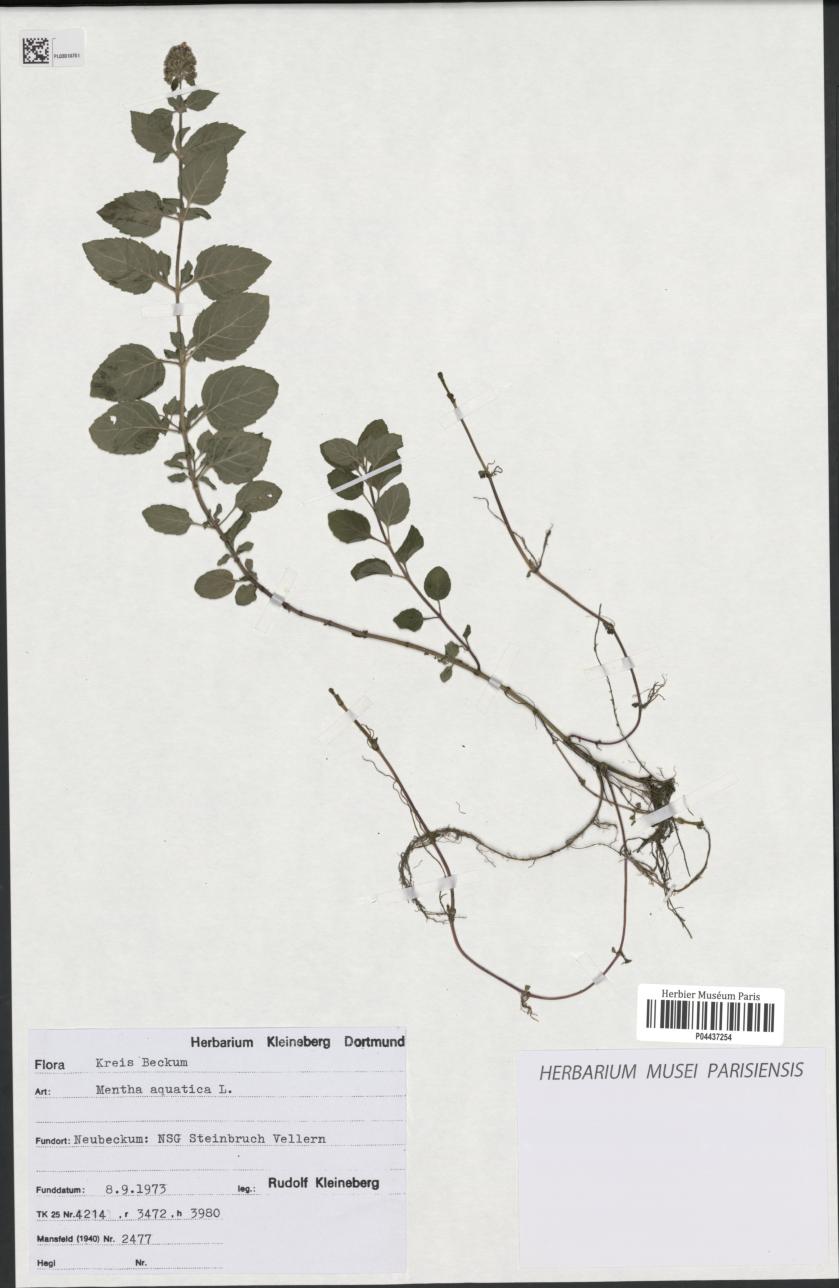 Herbier Muséum Paris
P04437254
HERBARIUM MUSEI PARISIENSIS
Herbarium Kleineberg Dortmund
Flora Kreis Beckum
Art: Mentha aquatica L.
Fundort: Neubeckum: NSG Steinbruch Vellern
Funddatum: 8.9.1973 leg.: Rudolf Kleineberg
TK 25 Nr. 4214 . r 3472 . h 3980
Mansfeld (1940) Nr. 2477
Hegi Nr.